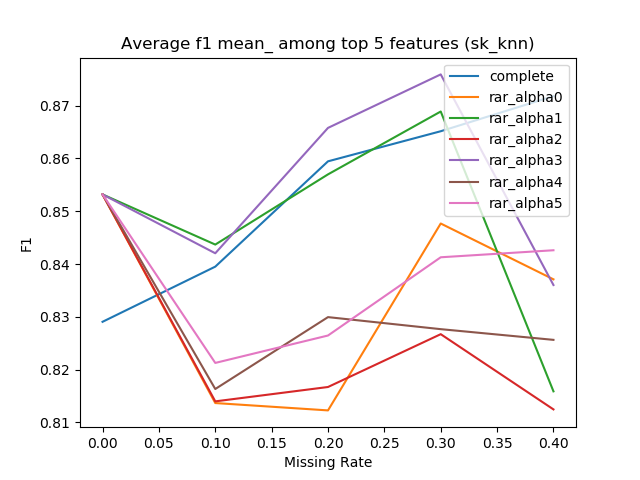 Average f1 mean_ among top 5 features (sk_knn)
complete
rar_alpha0
rar_alpha1
rar_alpha2
rar_alpha3
rar_alpha4
rar_alpha5
0.87
0.86
0.85
0.84
0.83
0.82
0.81
F1
0.00 0.05 0.10 0.15 0.20 0.25 0.30 0.35 0.40
Missing Rate